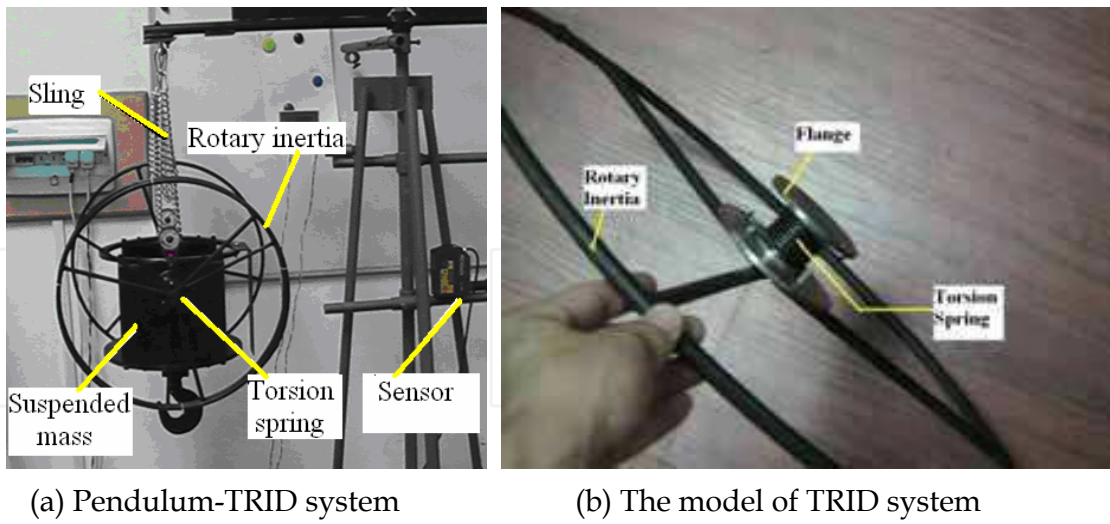 Sling
Rotary inertia
Suspended
mass
Torsion
spring
Sensor
Flange
Rotary
Inertia
Torsion
Spring
(a) Pendulum-TRID system
(b) The model of TRID system